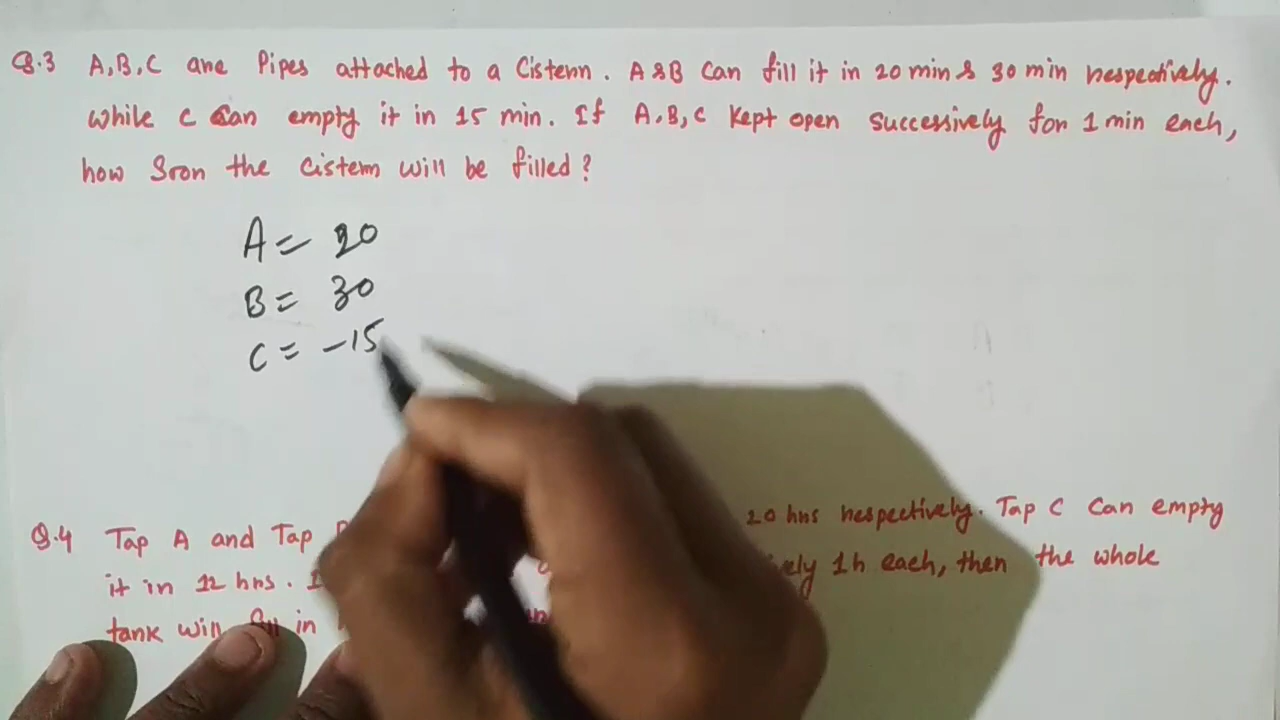 Q.3 A,B,C are Pipes attached to a Cistern. A&B Can fill it in 20 min & 30 min respectively.
While C Can empty it in 15 min. If A,B,C Kept open Successively for 1 min each,
how Soon the Cistern will be filled?
A = 20
B = 30
C = -15
Q.4 Tap A and Tap 20 hrs respectively. Tap C Can empty
it in 12 hrs. 1h each, then the whole
tank will in